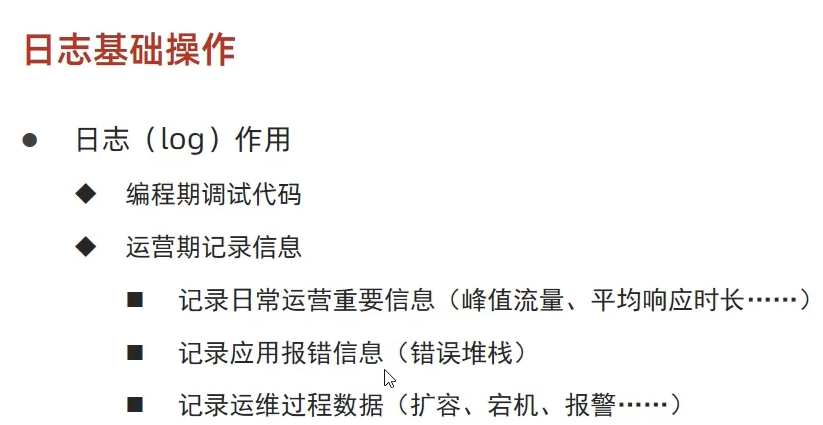 日志基础操作
● 日志（log）作用
◆ 编程期调试代码
◆ 运营期记录信息
■ 记录日常运营重要信息（峰值流量、平均响应时长……）
■ 记录应用报错信息（错误堆栈）
■ 记录运维过程数据（扩容、宕机、报警……）